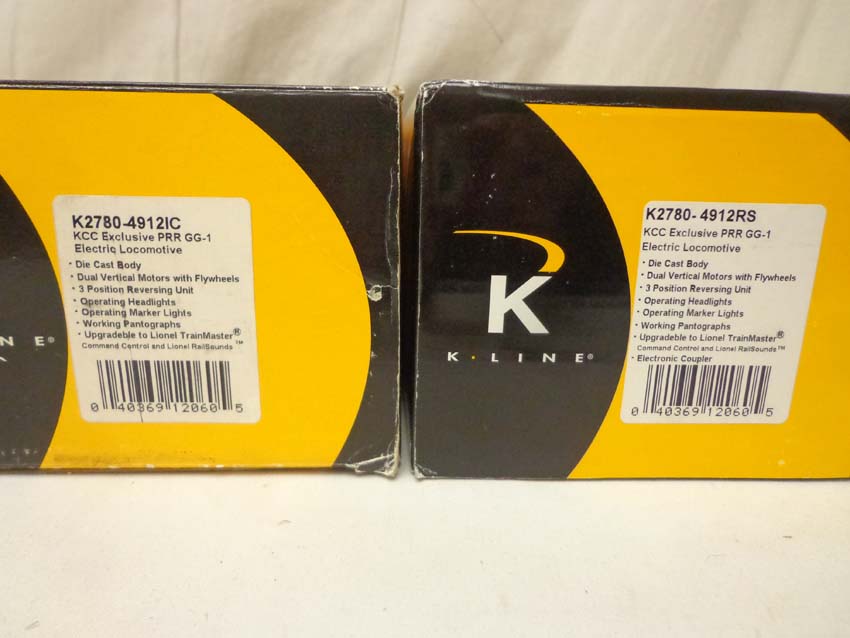 K2780-4912IC
KCC Exclusive PRR GG-1
Electric Locomotive
· Die Cast Body
· Dual Vertical Motors with Flywheels
· 3 Position Reversing Unit
· Operating Headlights
· Operating Marker Lights
· Working Pantographs
· Upgradeble to Lionel TrainMaster®
Command Control and Lionel RailSounds™
0 40369 12060 5
I N E®
K
K·LINE®
K2780- 4912RS
KCC Exclusive PRR GG-1
Electric Locomotive
· Die Cast Body
· Dual Vertical Motors with Flywheels
· 3 Position Reversing Unit
· Operating Headlights
· Operating Marker Lights
· Working Pantographs
· Upgradeble to Lionel TrainMaster®
Command Control and Lionel RailSounds™
· Electronic Coupler
0 40369 12060 5